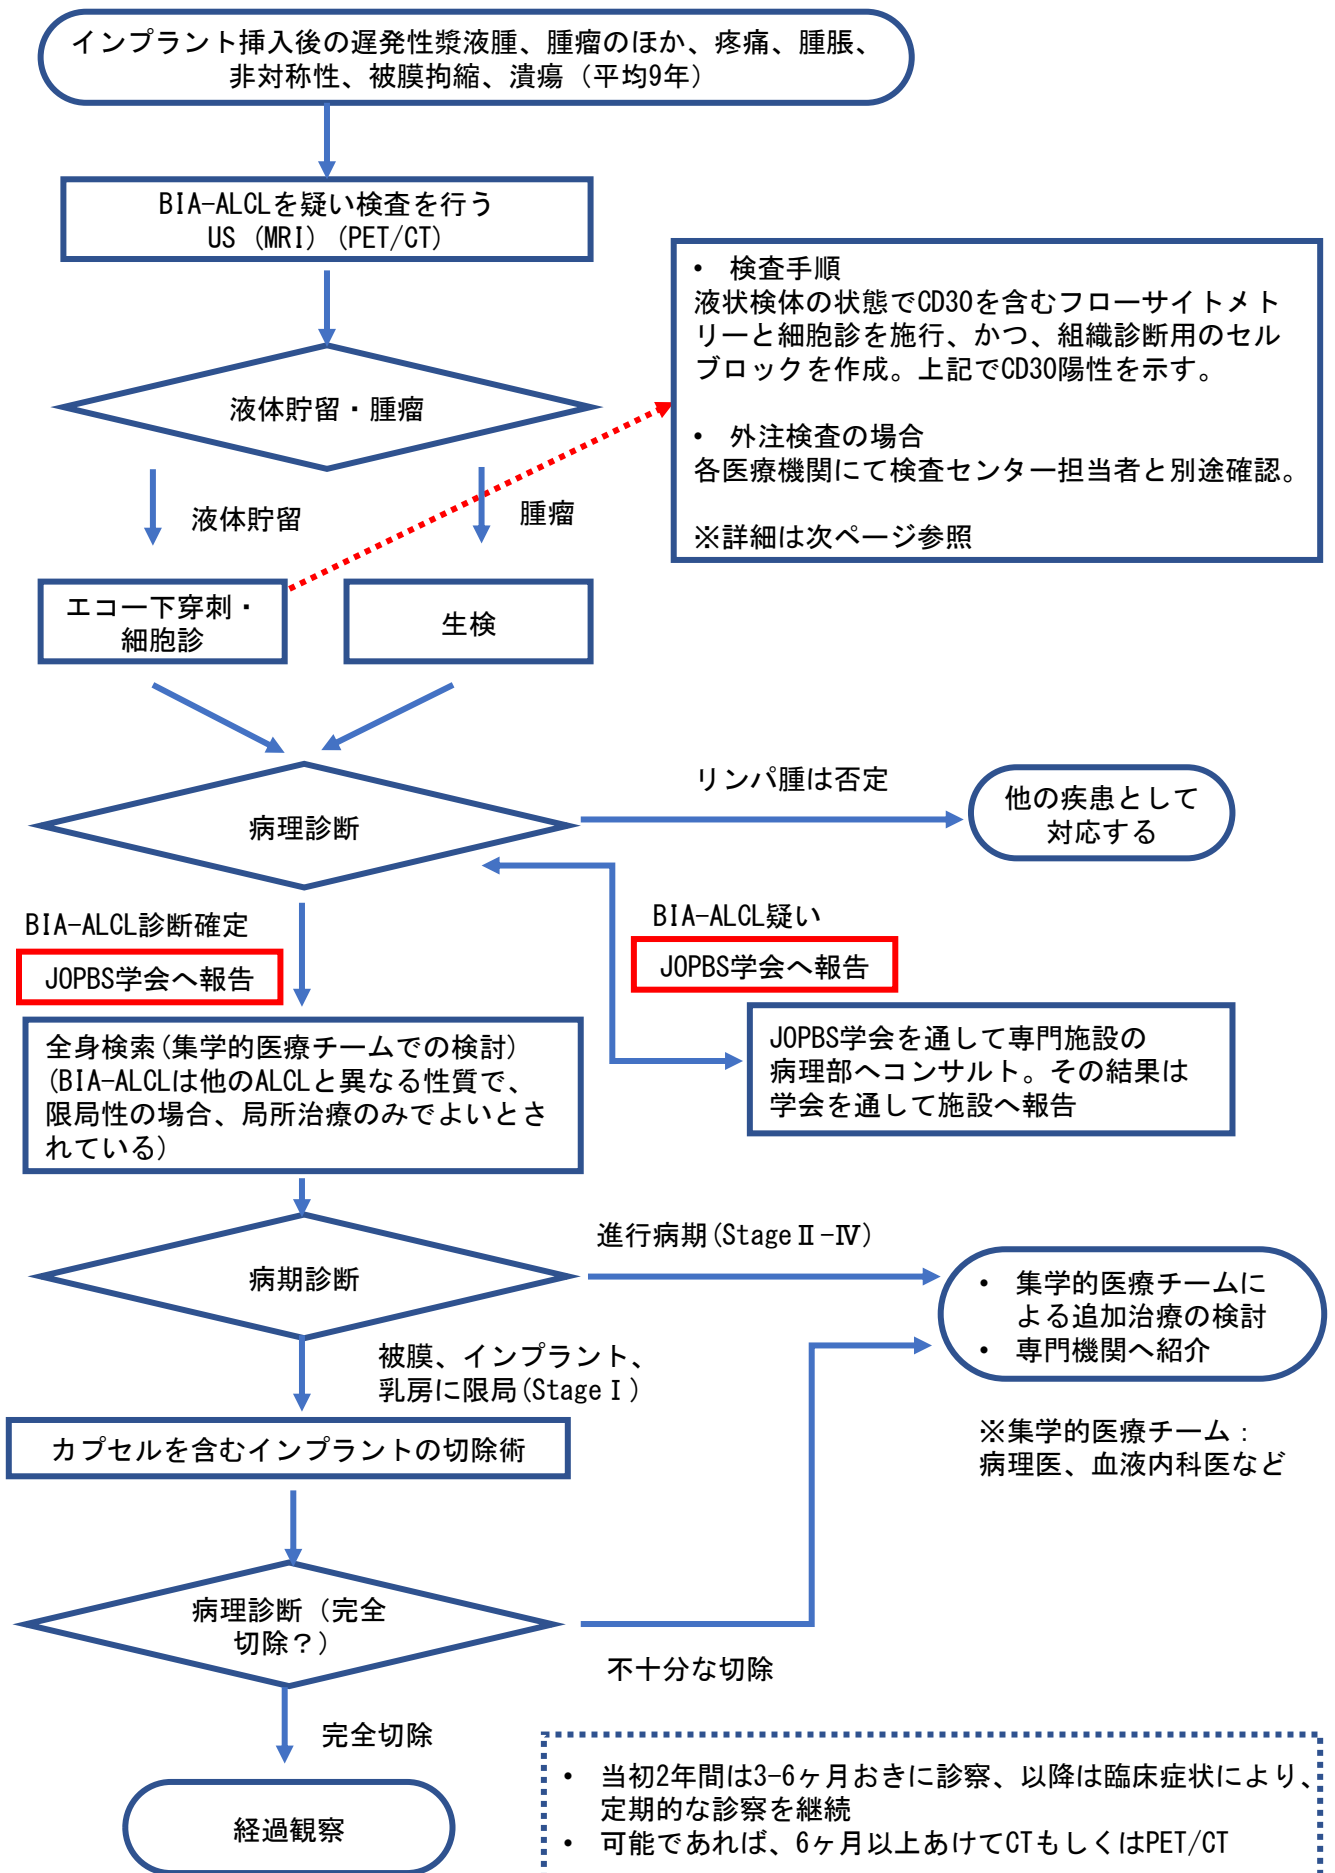 インプラント挿入後の遅発性漿液腫、腫瘤のほか、疼痛、腫脹、
非対称性、被膜拘縮、潰瘍（平均9年）
BIA-ALCLを疑い検査を行う
US（MRI）(PET/CT)
• 検査手順
液状検体の状態でCD30を含むフローサイトメト
リーと細胞診を施行、かつ、組織診断用のセル
ブロックを作成。上記でCD30陽性を示す。
• 外注検査の場合
各医療機関にて検査センター担当者と別途確認。
※詳細は次ページ参照
液体貯留・腫瘤
液体貯留
腫瘤
エコー下穿刺・
細胞診
生検
病理診断
リンパ腫は否定
他の疾患として
対応する
BIA-ALCL診断確定
JOPBS学会へ報告
BIA-ALCL疑い
JOPBS学会へ報告
全身検索(集学的医療チームでの検討)
(BIA-ALCLは他のALCLと異なる性質で、
限局性の場合、局所治療のみでよいとさ
れている)
JOPBS学会を通して専門施設の
病理部へコンサルト。その結果は
学会を通して施設へ報告
病期診断
進行病期(StageⅡ-Ⅳ)
• 集学的医療チームに
よる追加治療の検討
• 専門機関へ紹介
被膜、インプラント、
乳房に限局(StageⅠ)
カプセルを含むインプラントの切除術
※集学的医療チーム：
病理医、血液内科医など
病理診断（完全
切除？）
不十分な切除
完全切除
経過観察
• 当初2年間は3-6ヶ月おきに診察、以降は臨床症状により、
定期的な診察を継続
• 可能であれば、6ヶ月以上あけてCTもしくはPET/CT